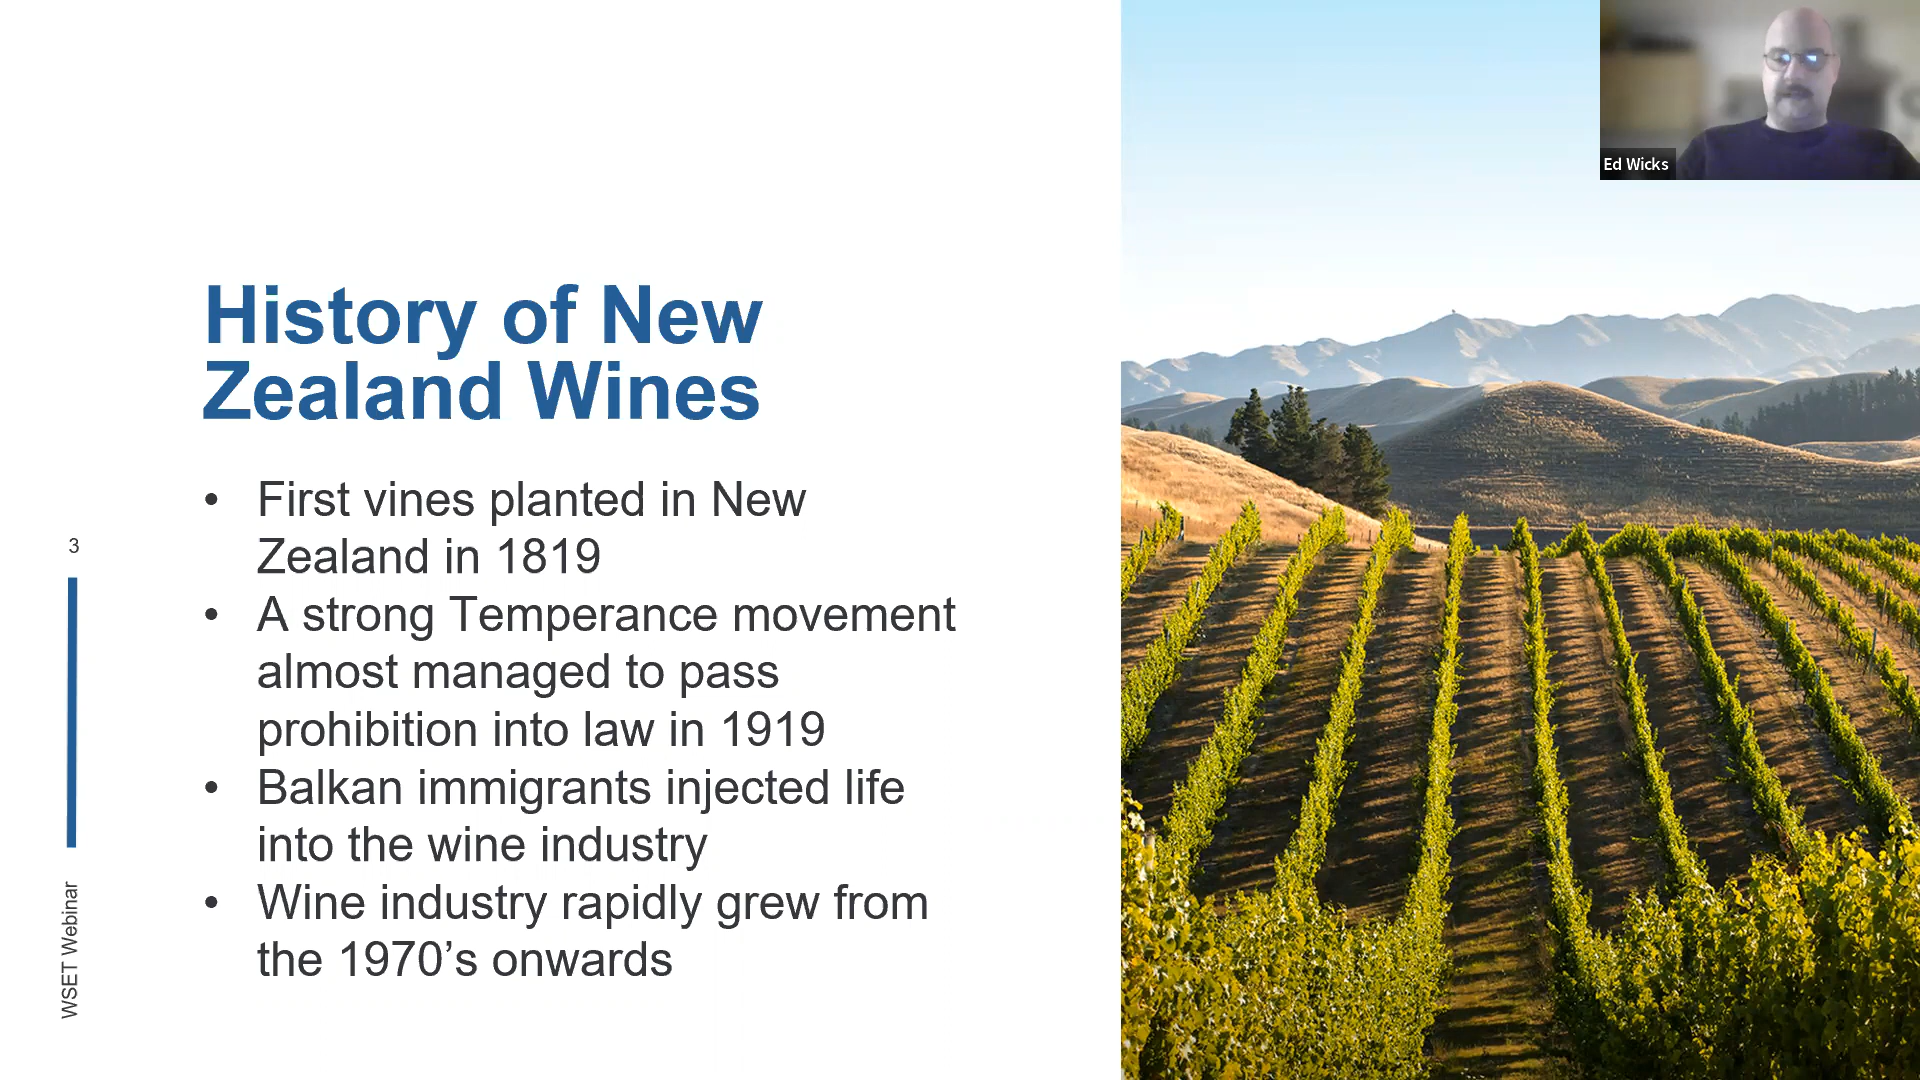 History of New
Zealand Wines
• First vines planted in New
Zealand in 1819
• A strong Temperance movement
almost managed to pass
prohibition into law in 1919
• Balkan immigrants injected life
into the wine industry
• Wine industry rapidly grew from
the 1970’s onwards
3
WSET Webinar
Ed Wicks